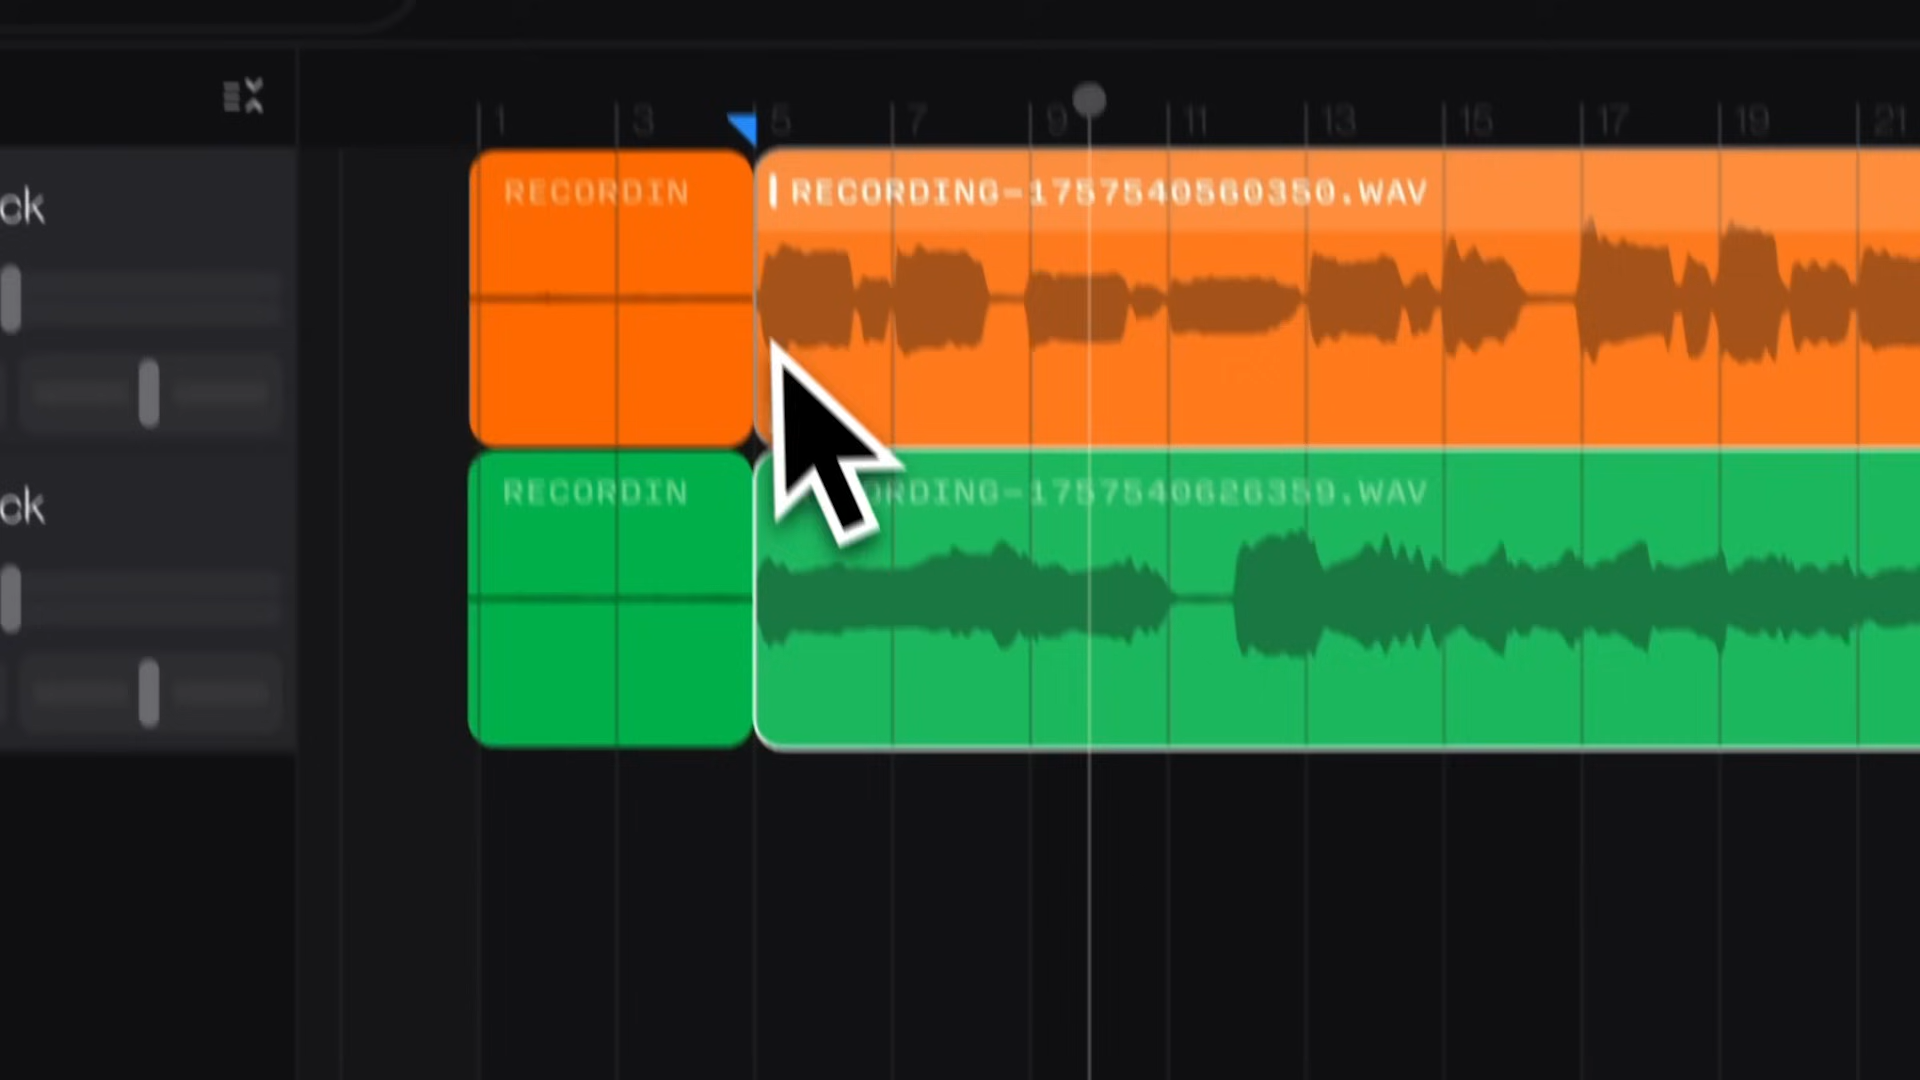 1 3 5 7 9 11 13 15 17 19 21
ck
RECORDIN RECORDING-1757540560350.WAV
ck
RECORDIN ORDING-1757540626359.WAV